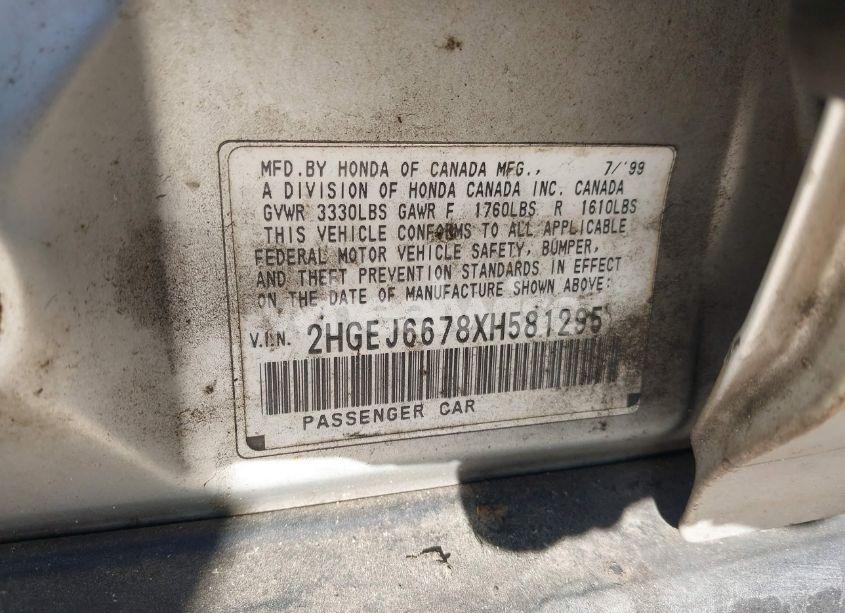 MFD.BY HONDA OF CANADA MFG., 7/'99
A DIVISION OF HONDA CANADA INC. CANADA
GVWR 3330LBS GAWR F 1760LBS R 1610LBS
THIS VEHICLE CONFORMS TO ALL APPLICABLE
FEDERAL MOTOR VEHICLE SAFETY, BUMPER,
AND THEFT PREVENTION STANDARDS IN EFFECT
ON THE DATE OF MANUFACTURE SHOWN ABOVE:
V.I.N. 2HGEJ6678XH581295
PASSENGER CAR